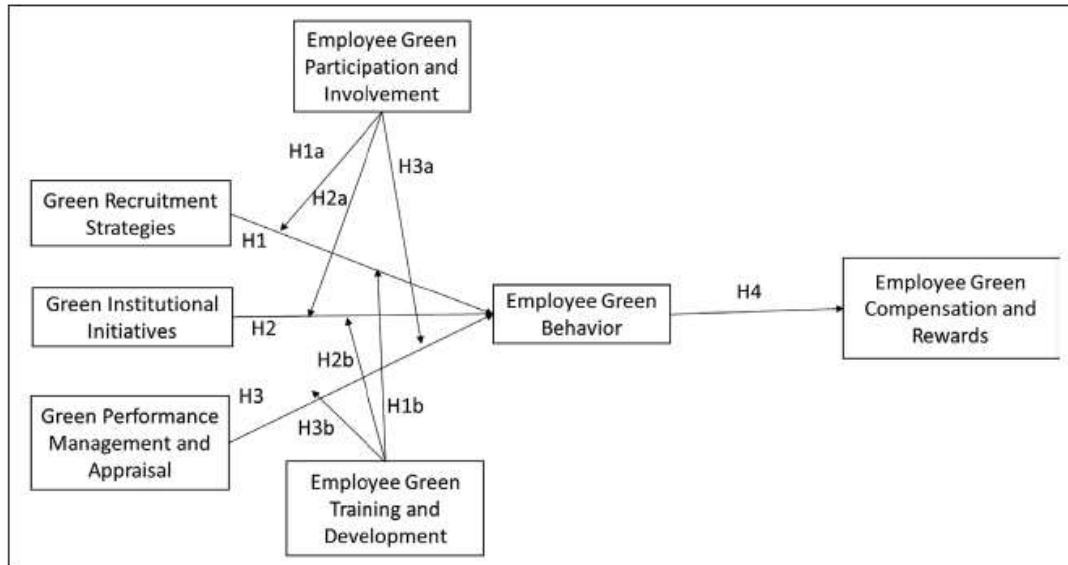 Employee Green
Participation and
Involvement
H1a
H3a
H2a
Green Recruitment
Strategies
H1
Green Institutional
Initiatives
H2
Employee Green
Behavior
H4
Employee Green
Compensation and
Rewards
H2b
H3
H1b
H3b
Green Performance
Management and
Appraisal
Employee Green
Training and
Development